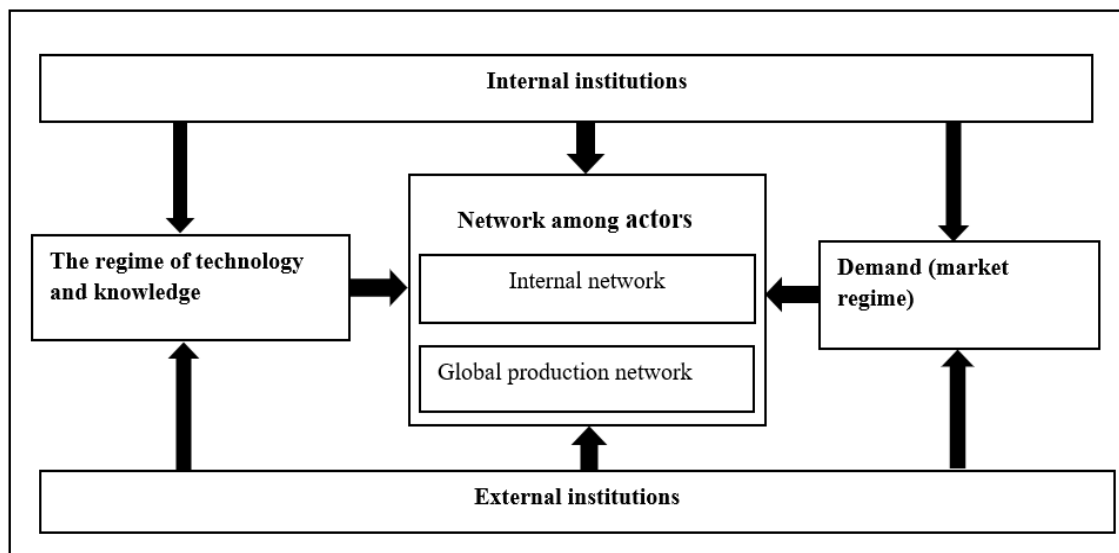 Internal institutions
Network among actors
The regime of technology
and knowledge
Internal network
Global production network
Demand (market
regime)
External institutions